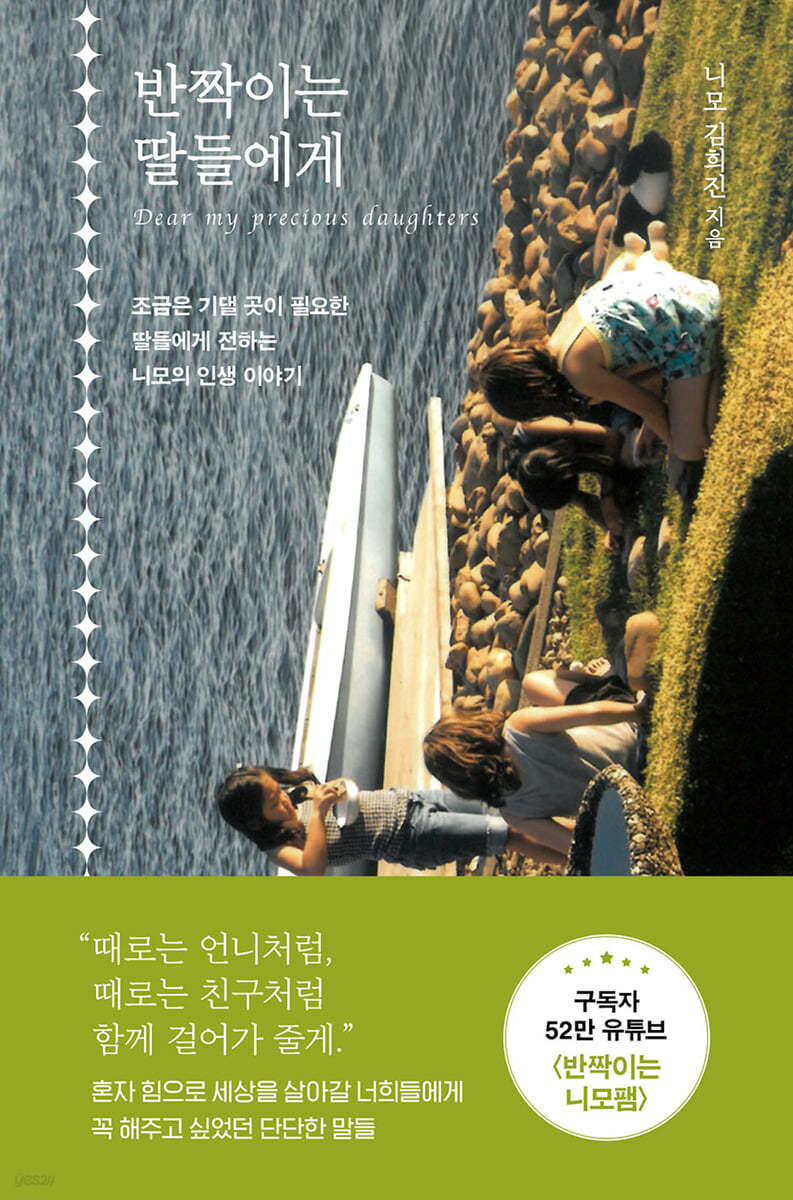 반짝이는
딸들에게
Dear my precious daughters
조금은 기댈 곳이 필요한
딸들에게 전하는
니모의 인생 이야기
니모 김희진 지음
“때로는 언니처럼,
때로는 친구처럼
함께 걸어가 줄게.”
혼자 힘으로 세상을 살아갈 너희들에게
꼭 해주고 싶었던 단단한 말들
구독자
52만 유튜브
〈반짝이는
니모팸〉
yes24